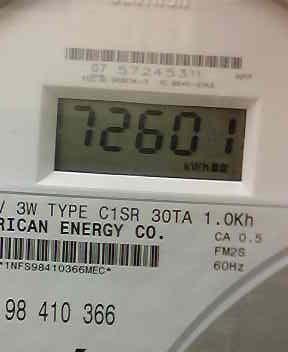 07 57245311
72601
kWh
V 3W TYPE C1SR 30TA 1.0Kh
RICAN ENERGY CO.
CA 0.5
FM2S
60Hz
*1NFS98410366MEC*
98 410 366